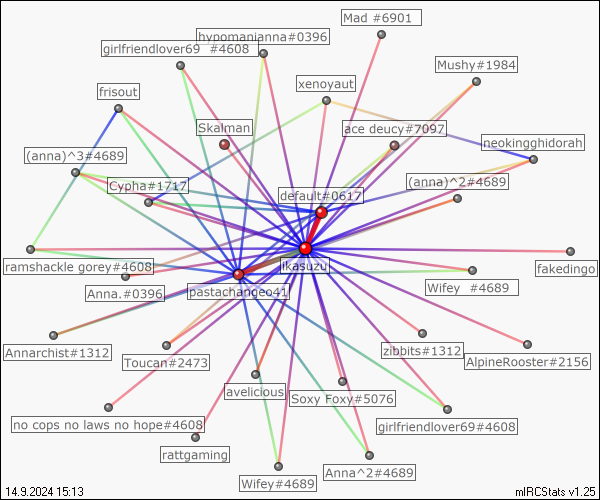 Mad #6901
hypomanianna#0396
girlfriendlover69 #4608
Mushy#1984
xenoyaut
frisout
Skalman
ace deucy#7097
neokingghidorah
(anna)^3#4689
Cypha#1717
(anna)^2#4689
default#0617
ikasuzu
ramshackle gorey#4608
fakedingo
Anna.#0396
pastachangeo41
Wifey #4689
Annarchist#1312
zibbits#1312
Toucan#2473
AlpineRooster#2156
avelicious
Soxy Foxy#5076
no cops no laws no hope#4608
girlfriendlover69#4608
rattgaming
Anna^2#4689
Wifey#4689
14.9.2024 15:13
mIRCStats v1.25